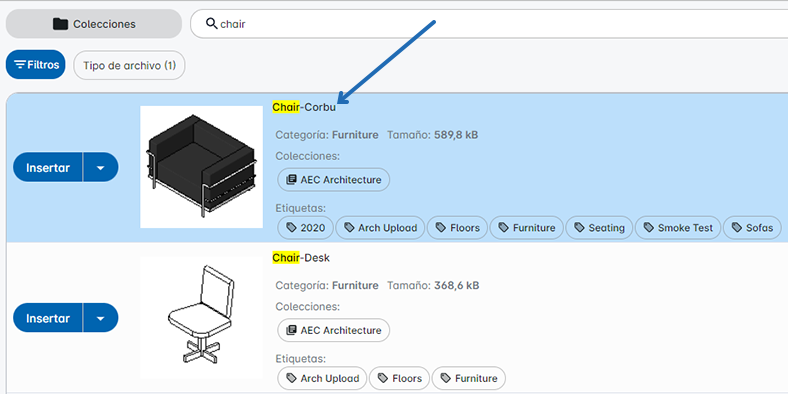 Colecciones
chair
Filtros
Tipo de archivo (1)
Insertar
Chair-Corbu
Categoría: Furniture Tamaño: 589,8 kB
Colecciones:
AEC Architecture
Etiquetas:
2020 Arch Upload Floors Furniture Seating Smoke Test Sofas
Insertar
Chair-Desk
Categoría: Furniture Tamaño: 368,6 kB
Colecciones:
AEC Architecture
Etiquetas:
Arch Upload Floors Furniture